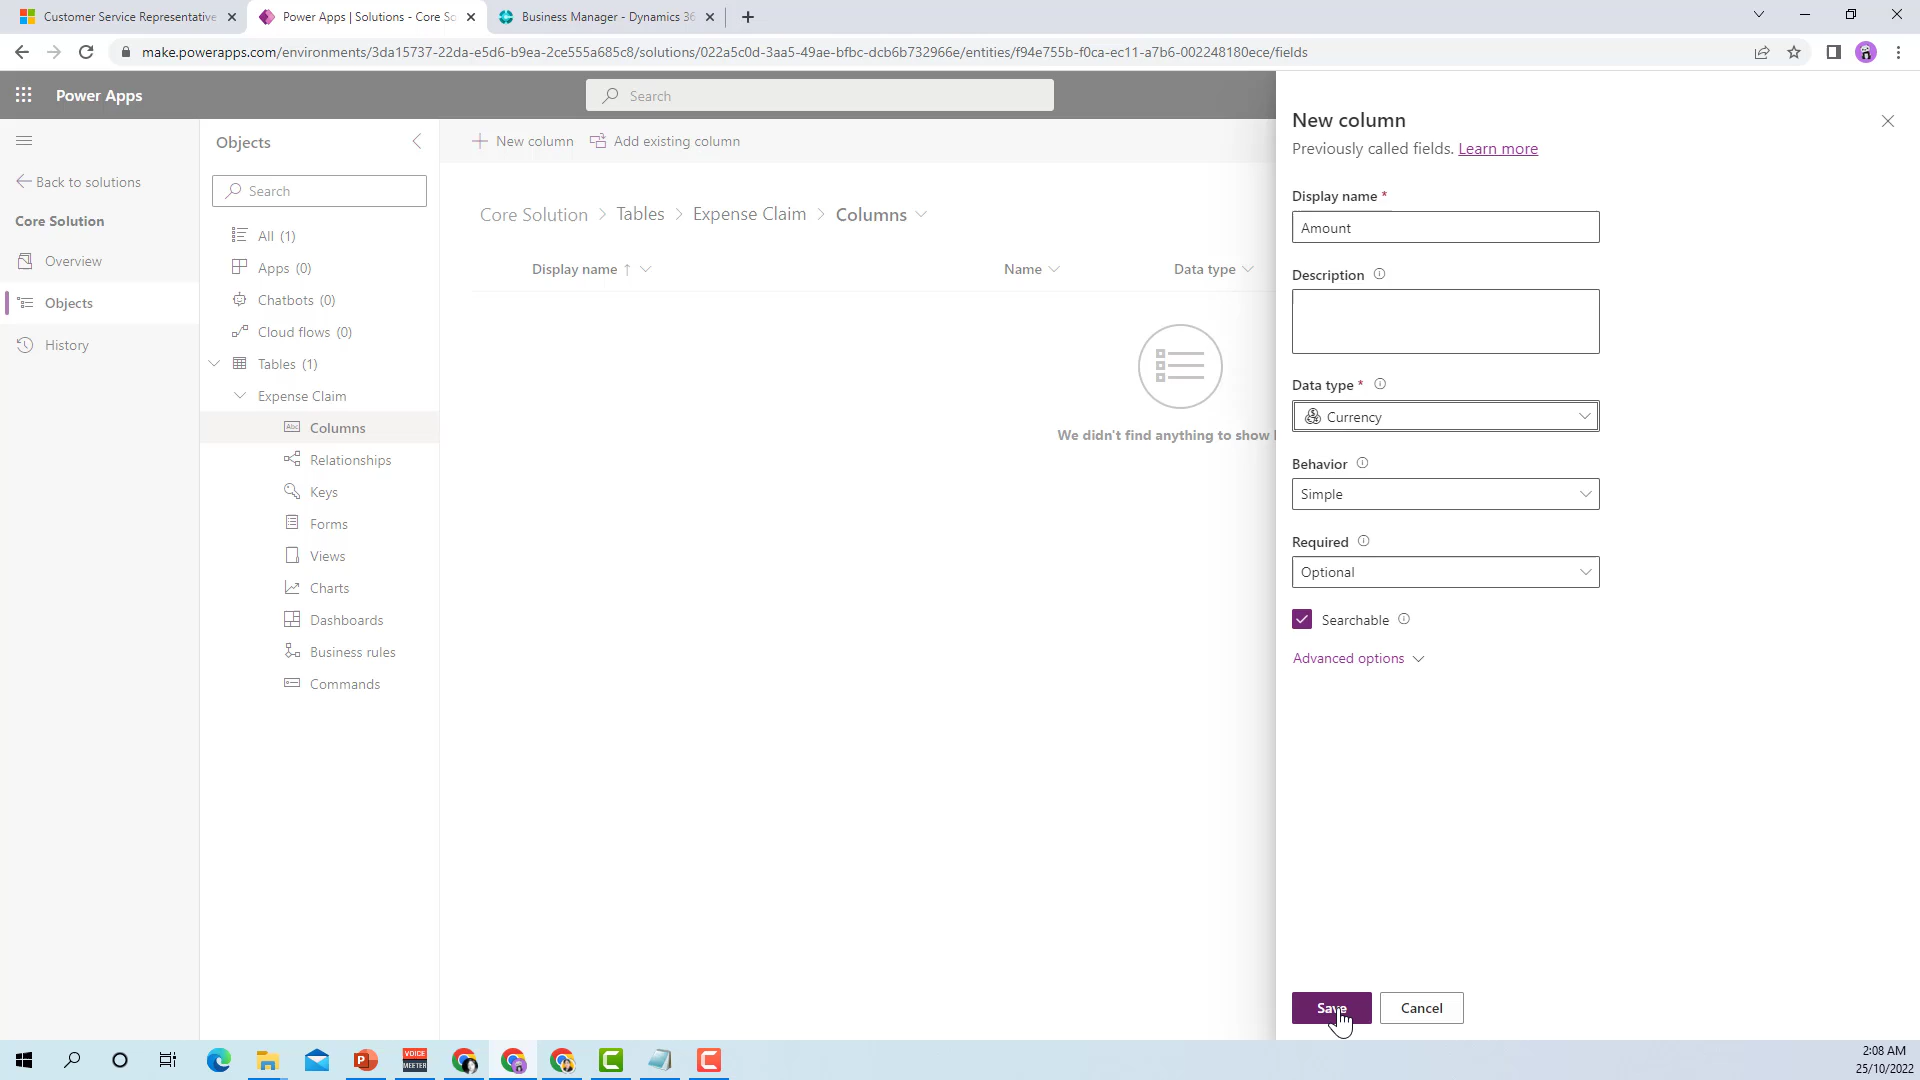 Customer Service Representative
Power Apps | Solutions - Core So
Business Manager - Dynamics 36
make.powerapps.com/environments/3da15737-22da-e5d6-b9ea-2ce555a685c8/solutions/022a5c0d-3aa5-49ae-bfbc-dcb6b732966e/entities/f94e755b-f0ca-ec11-a7b6-002248180ece/fields
Power Apps
Search
Back to solutions
Core Solution
Overview
Objects
History
Objects
Search
All (1)
Apps (0)
Chatbots (0)
Cloud flows (0)
Tables (1)
Expense Claim
Abc Columns
Relationships
Keys
Forms
Views
Charts
Dashboards
Business rules
Commands
New column
Add existing column
Core Solution > Tables > Expense Claim > Columns
Display name ↑
Name
Data type
We didn't find anything to show
New column
Previously called fields. Learn more
Display name *
Amount
Description
Data type *
Currency
Behavior
Simple
Required
Optional
Searchable
Advanced options
Save
Cancel
VOICE
MEETER
2:08 AM
25/10/2022